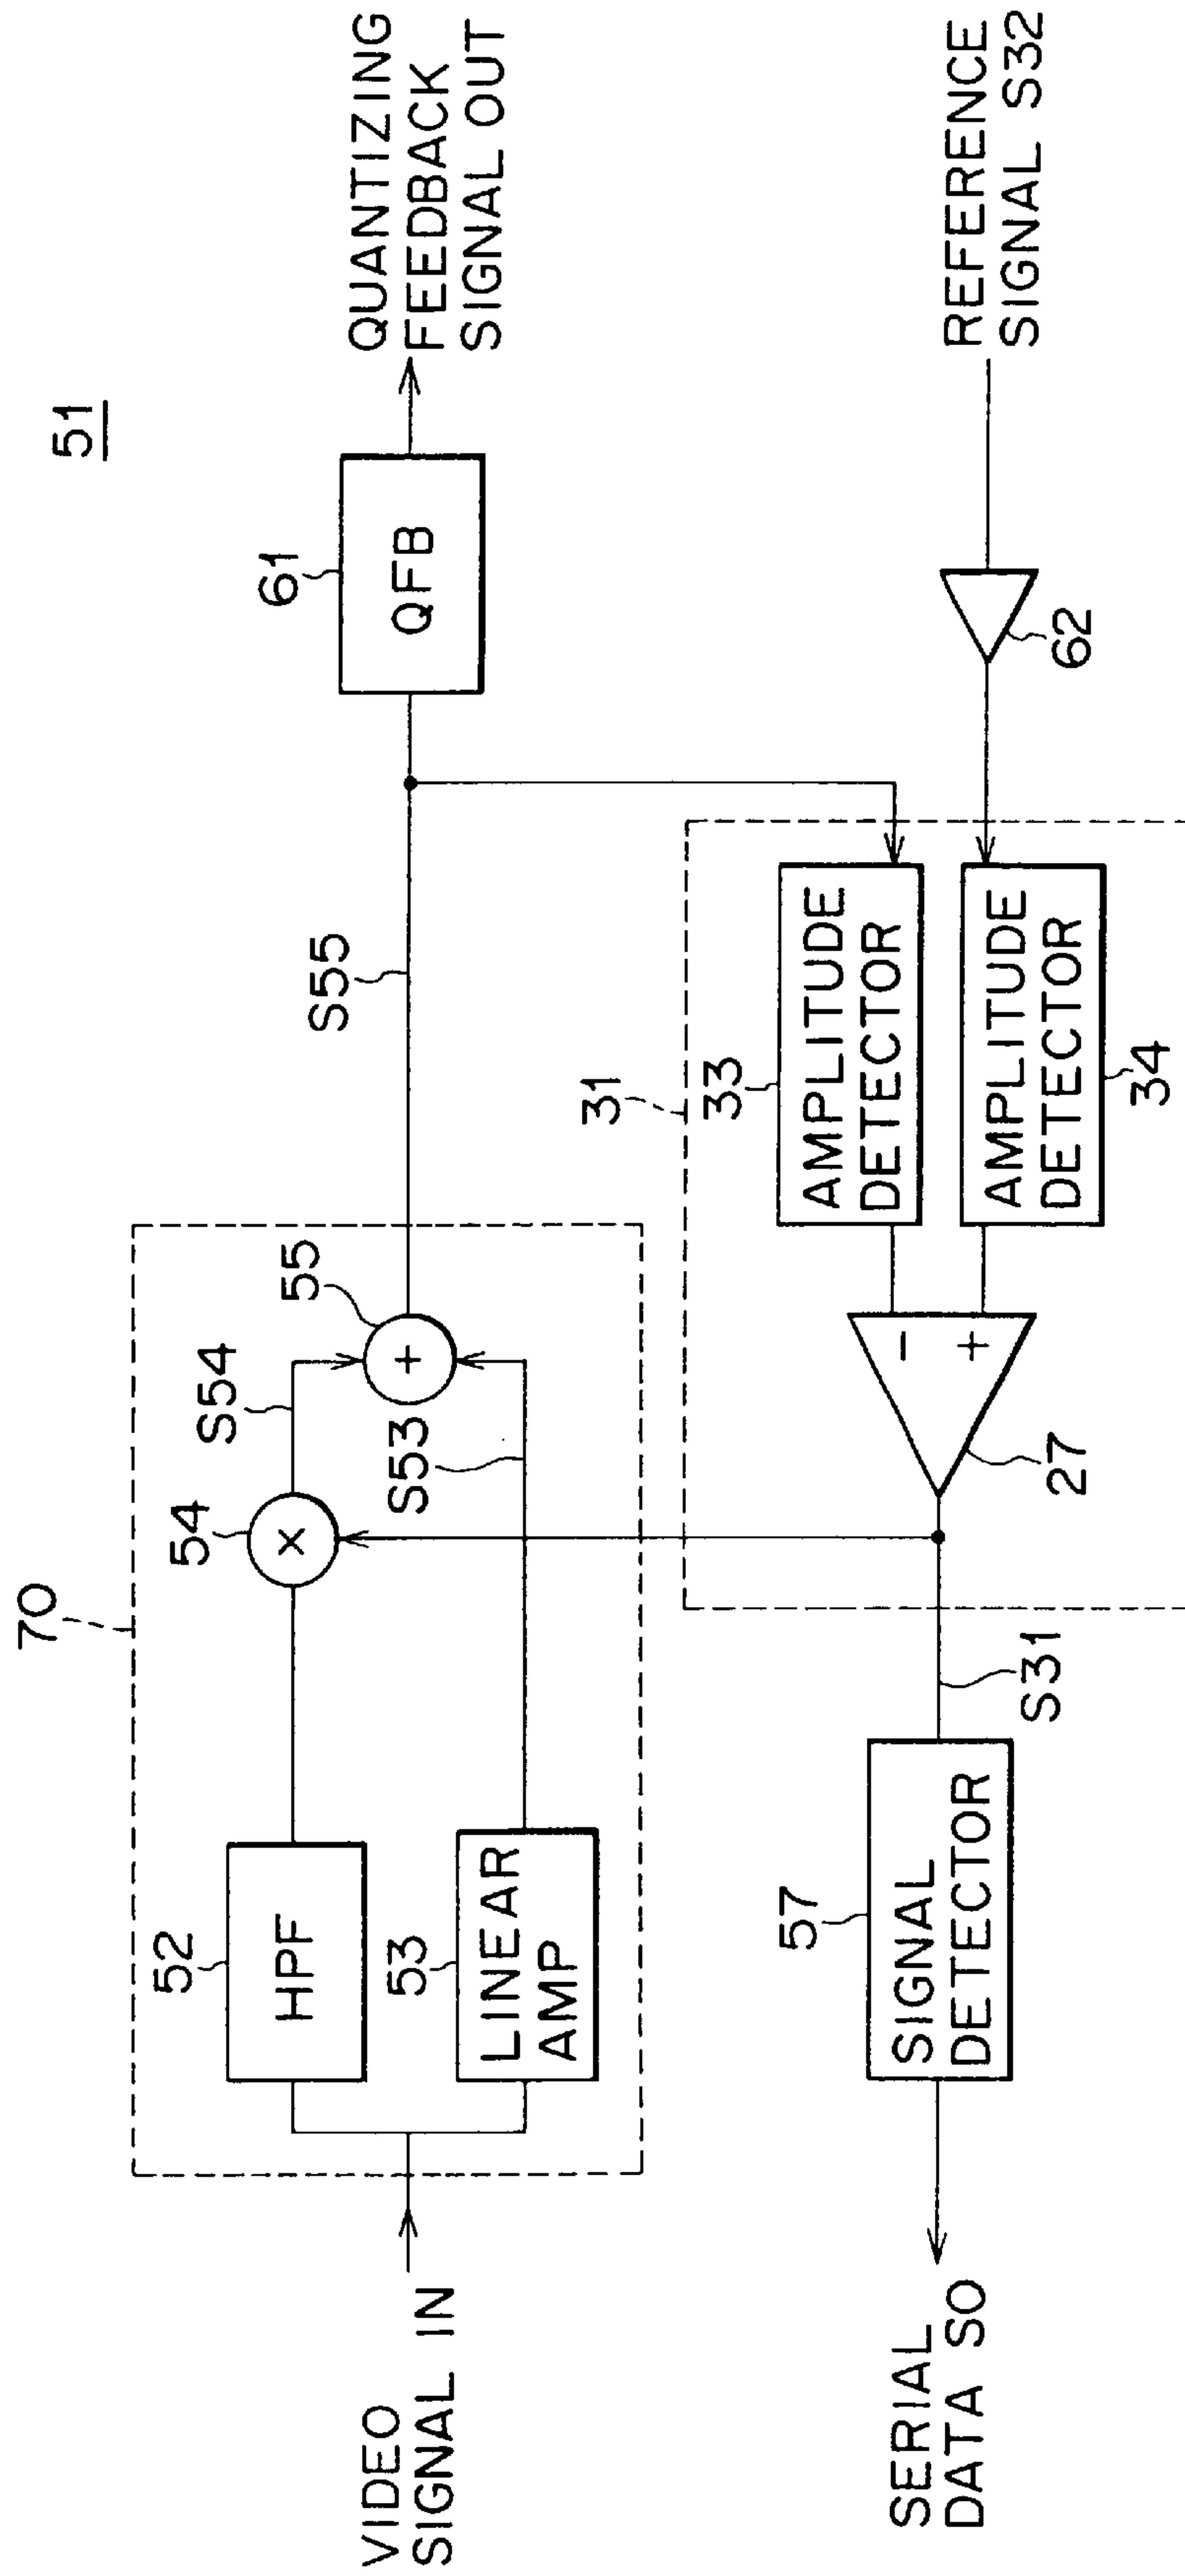 51
70
VIDEO
SIGNAL IN
52
HPF
53
LINEAR
AMP
54
×
S54
S53
55
+
S55
61
QFB
QUANTIZING
FEEDBACK
SIGNAL OUT
31
33
AMPLITUDE
DETECTOR
AMPLITUDE
DETECTOR
34
−
+
27
62
REFERENCE
SIGNAL S32
S31
57
SIGNAL
DETECTOR
SERIAL
DATA SO